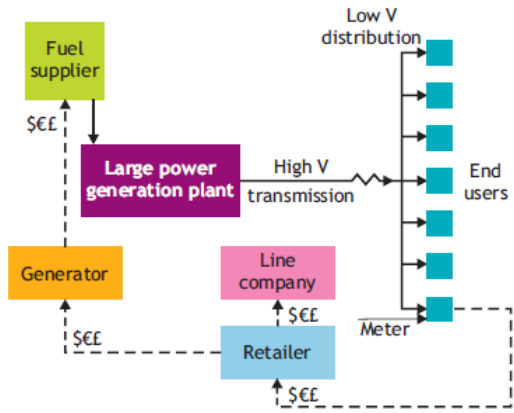 Low V
distribution
Fuel
supplier
$€£
Large power
generation plant
High V
transmission
End
users
Generator
Line
company
$€£
Meter
$€£
Retailer
$€£